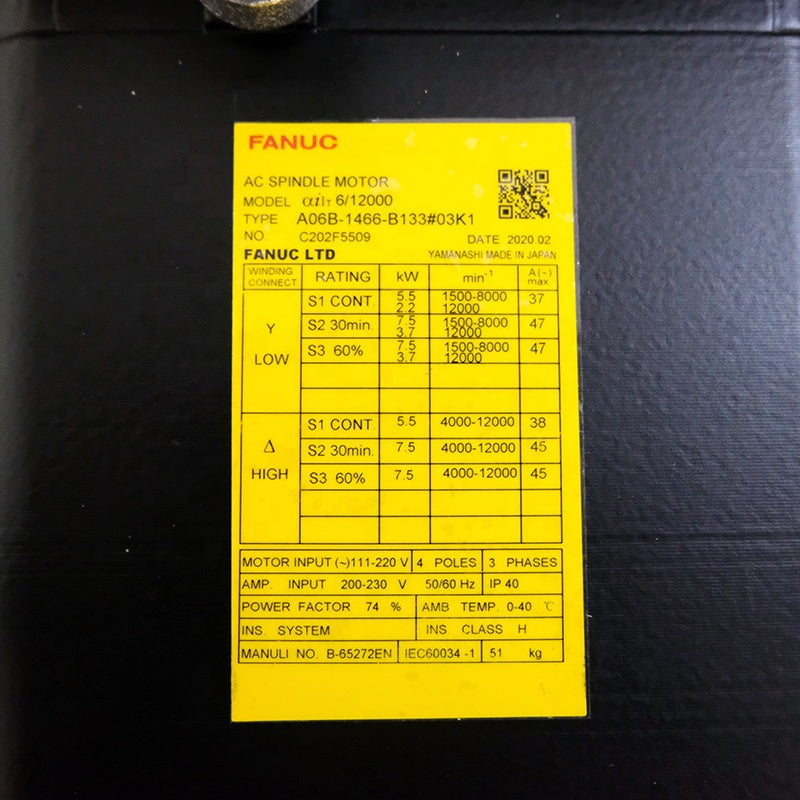 FANUC
AC SPINDLE MOTOR
MODEL αiIT 6/12000
TYPE A06B-1466-B133#03K1
NO. C202F5509 DATE 2020 02
FANUC LTD YAMANASHI MADE IN JAPAN
WINDING CONNECT RATING kW min-1 A(~) max
Y LOW
S1 CONT. 5.5 1500-8000 37
2.2 12000
S2 30min. 7.5 1500-8000 47
3.7 12000
S3 60% 7.5 1500-8000 47
3.7 12000
Δ HIGH
S1 CONT. 5.5 4000-12000 38
S2 30min. 7.5 4000-12000 45
S3 60% 7.5 4000-12000 45
MOTOR INPUT (~)111-220 V 4 POLES 3 PHASES
AMP. INPUT 200-230 V 50/60 Hz IP 40
POWER FACTOR 74 % AMB TEMP. 0-40 ℃
INS. SYSTEM INS CLASS H
MANULI NO. B-65272EN IEC60034 -1 51 kg